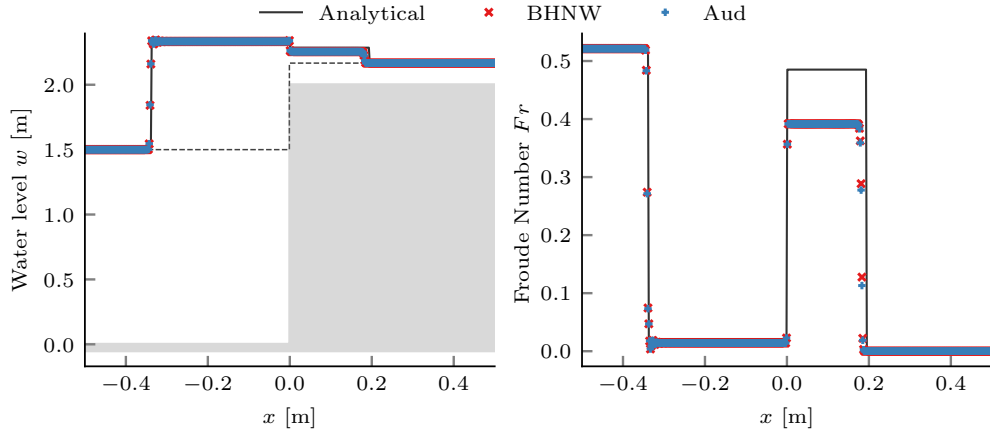 Analytical BHNW Aud
Water level w [m]
2.0
1.5
1.0
0.5
0.0
−0.4 −0.2 0.0 0.2 0.4
x [m]
Froude Number Fr
0.5
0.4
0.3
0.2
0.1
0.0
−0.4 −0.2 0.0 0.2 0.4
x [m]